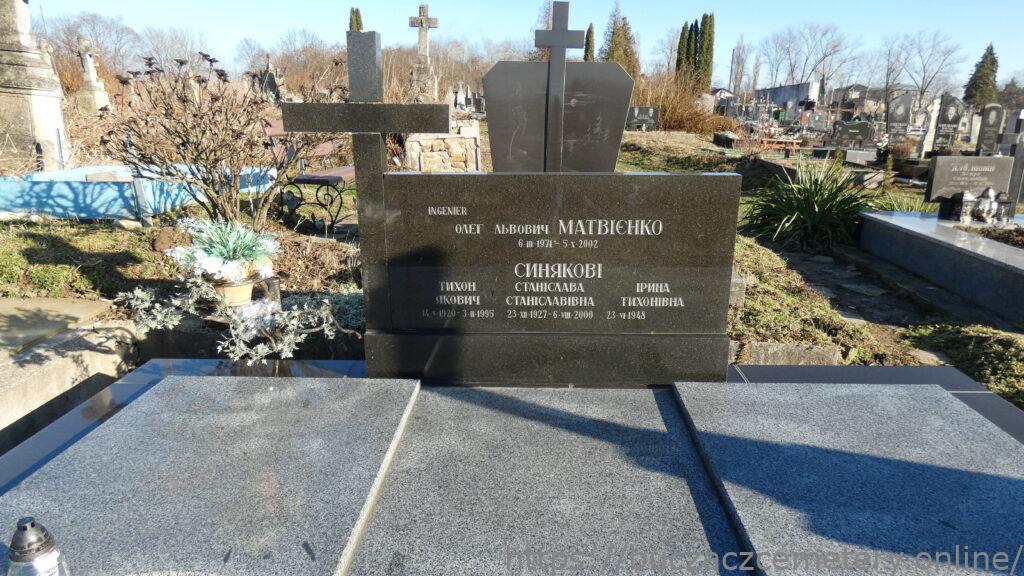 INGENIER
ОЛЕГ ЛЬВОВИЧ МАТВІЄНКО
6·III·1971 - 5·X·2002
СИНЯКОВІ
ТИХОН СТАНІСЛАВА ІРИНА
ЯКОВИЧ СТАНІСЛАВІВНА ТИХОНІВНА
14·X·1920 - 3·II·1995 23·XII·1927 - 6·VIII·2000 23·VI·1948
https://buczaczcemetery.online/